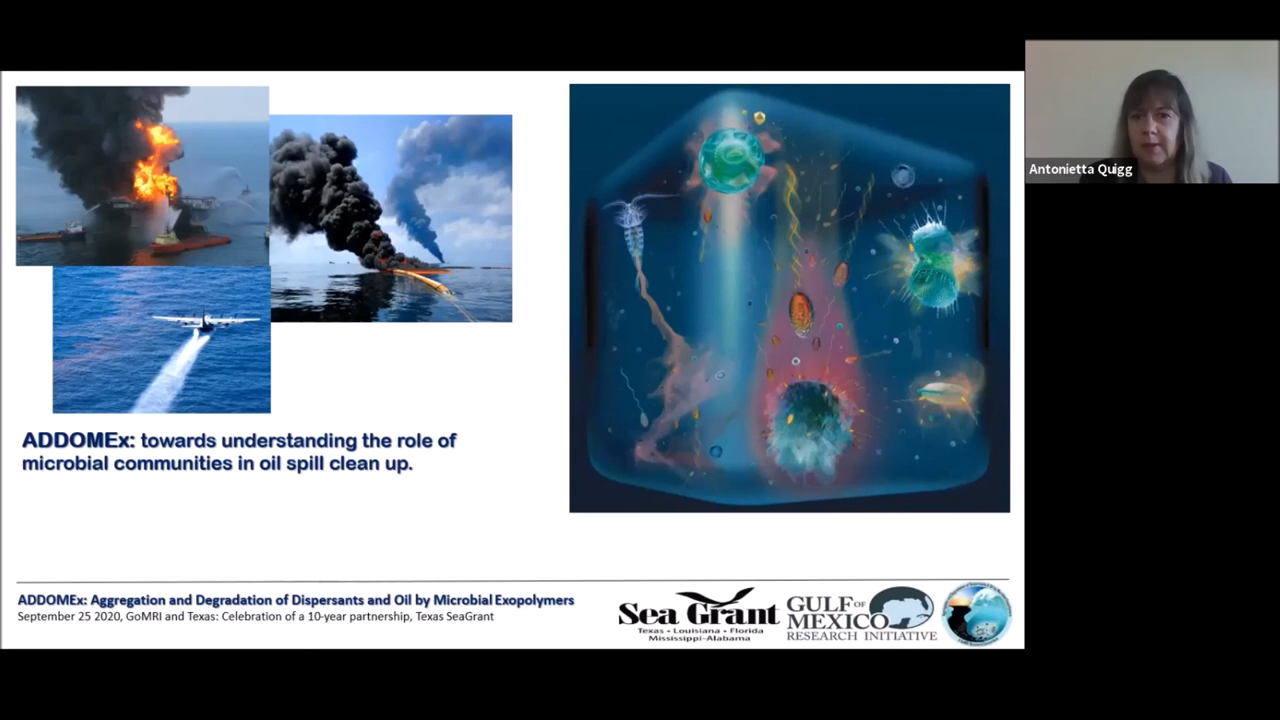 Antonietta Quigg
ADDOMEx: towards understanding the role of
microbial communities in oil spill clean up.
ADDOMEx: Aggregation and Degradation of Dispersants and Oil by Microbial Exopolymers
September 25 2020, GoMRI and Texas: Celebration of a 10-year partnership, Texas SeaGrant
Sea Grant
Texas • Louisiana • Florida
Mississippi-Alabama
GULF OF
MEXICO
RESEARCH INITIATIVE